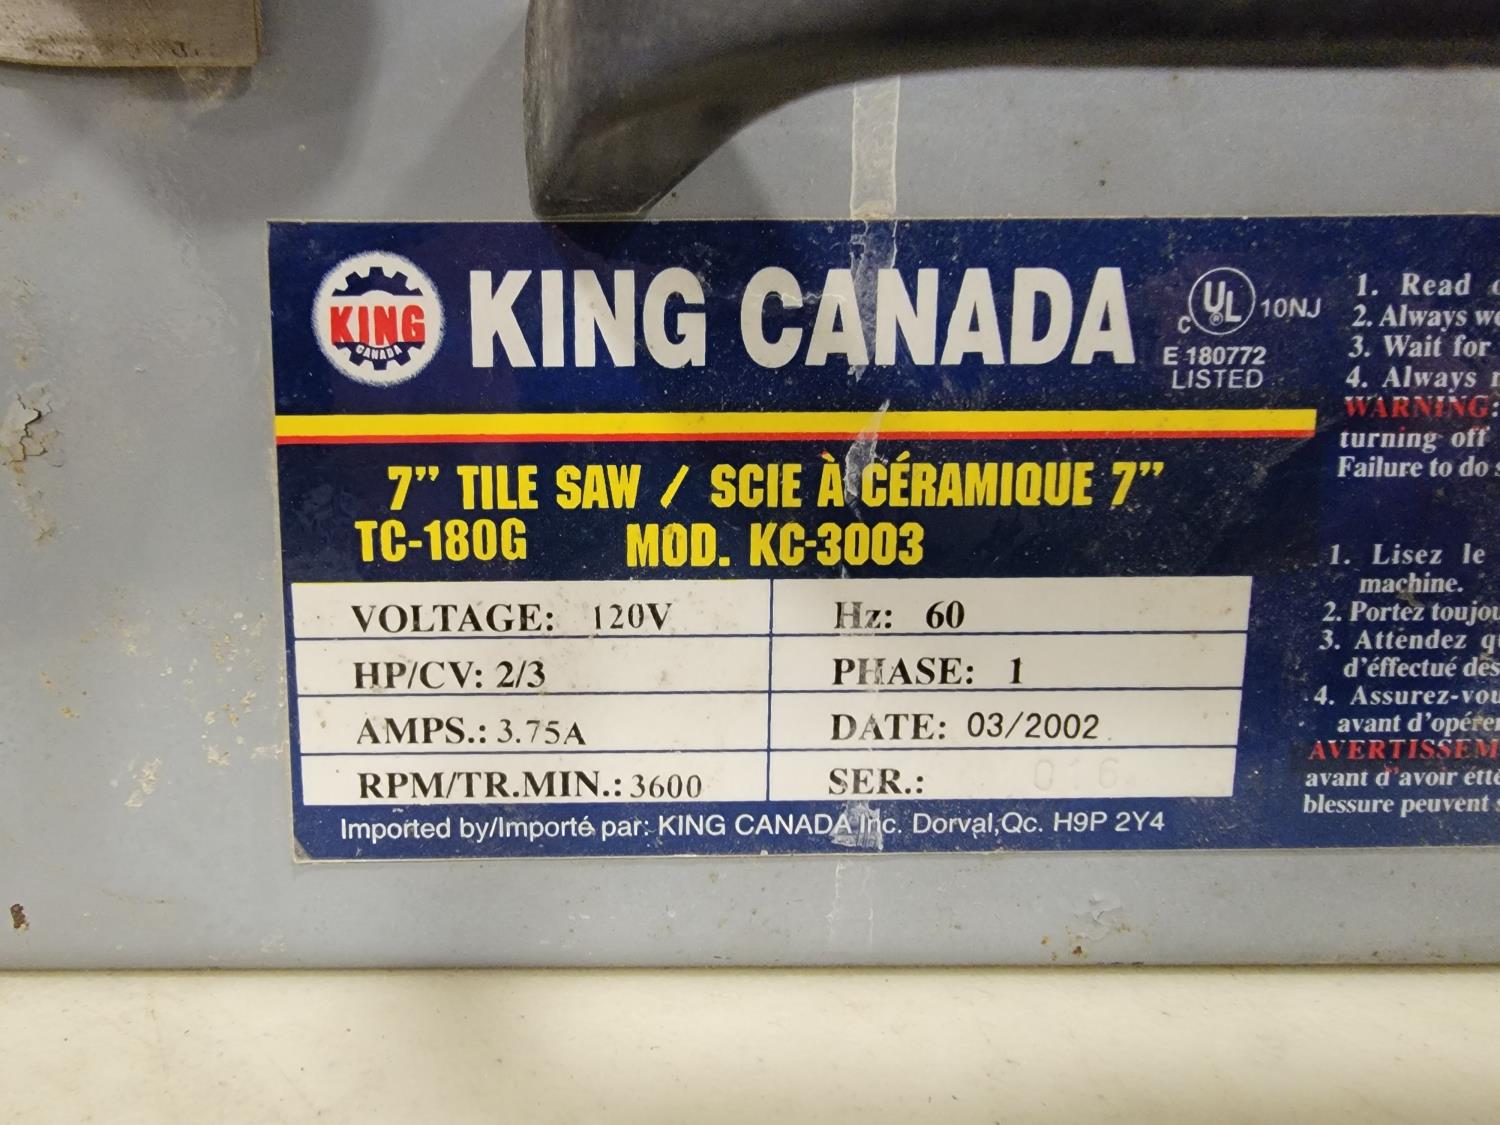 KING
CANADA
KING CANADA
C UL 10NJ
E 180772
LISTED
7" TILE SAW / SCIE À CÉRAMIQUE 7"
TC-180G MOD. KC-3003
VOLTAGE: 120V Hz: 60
HP/CV: 2/3 PHASE: 1
AMPS.: 3.75A DATE: 03/2002
RPM/TR.MIN.: 3600 SER.: 016
Imported by/Importé par: KING CANADA Inc. Dorval,Qc. H9P 2Y4
1. Read
2. Always
3. Wait for
4. Always
WARNING:
turning off
Failure to do
1. Lisez le
machine.
2. Portez
3. Attendez
d'éffectué
4.
avant
avant d'avoir
blessure peuvent